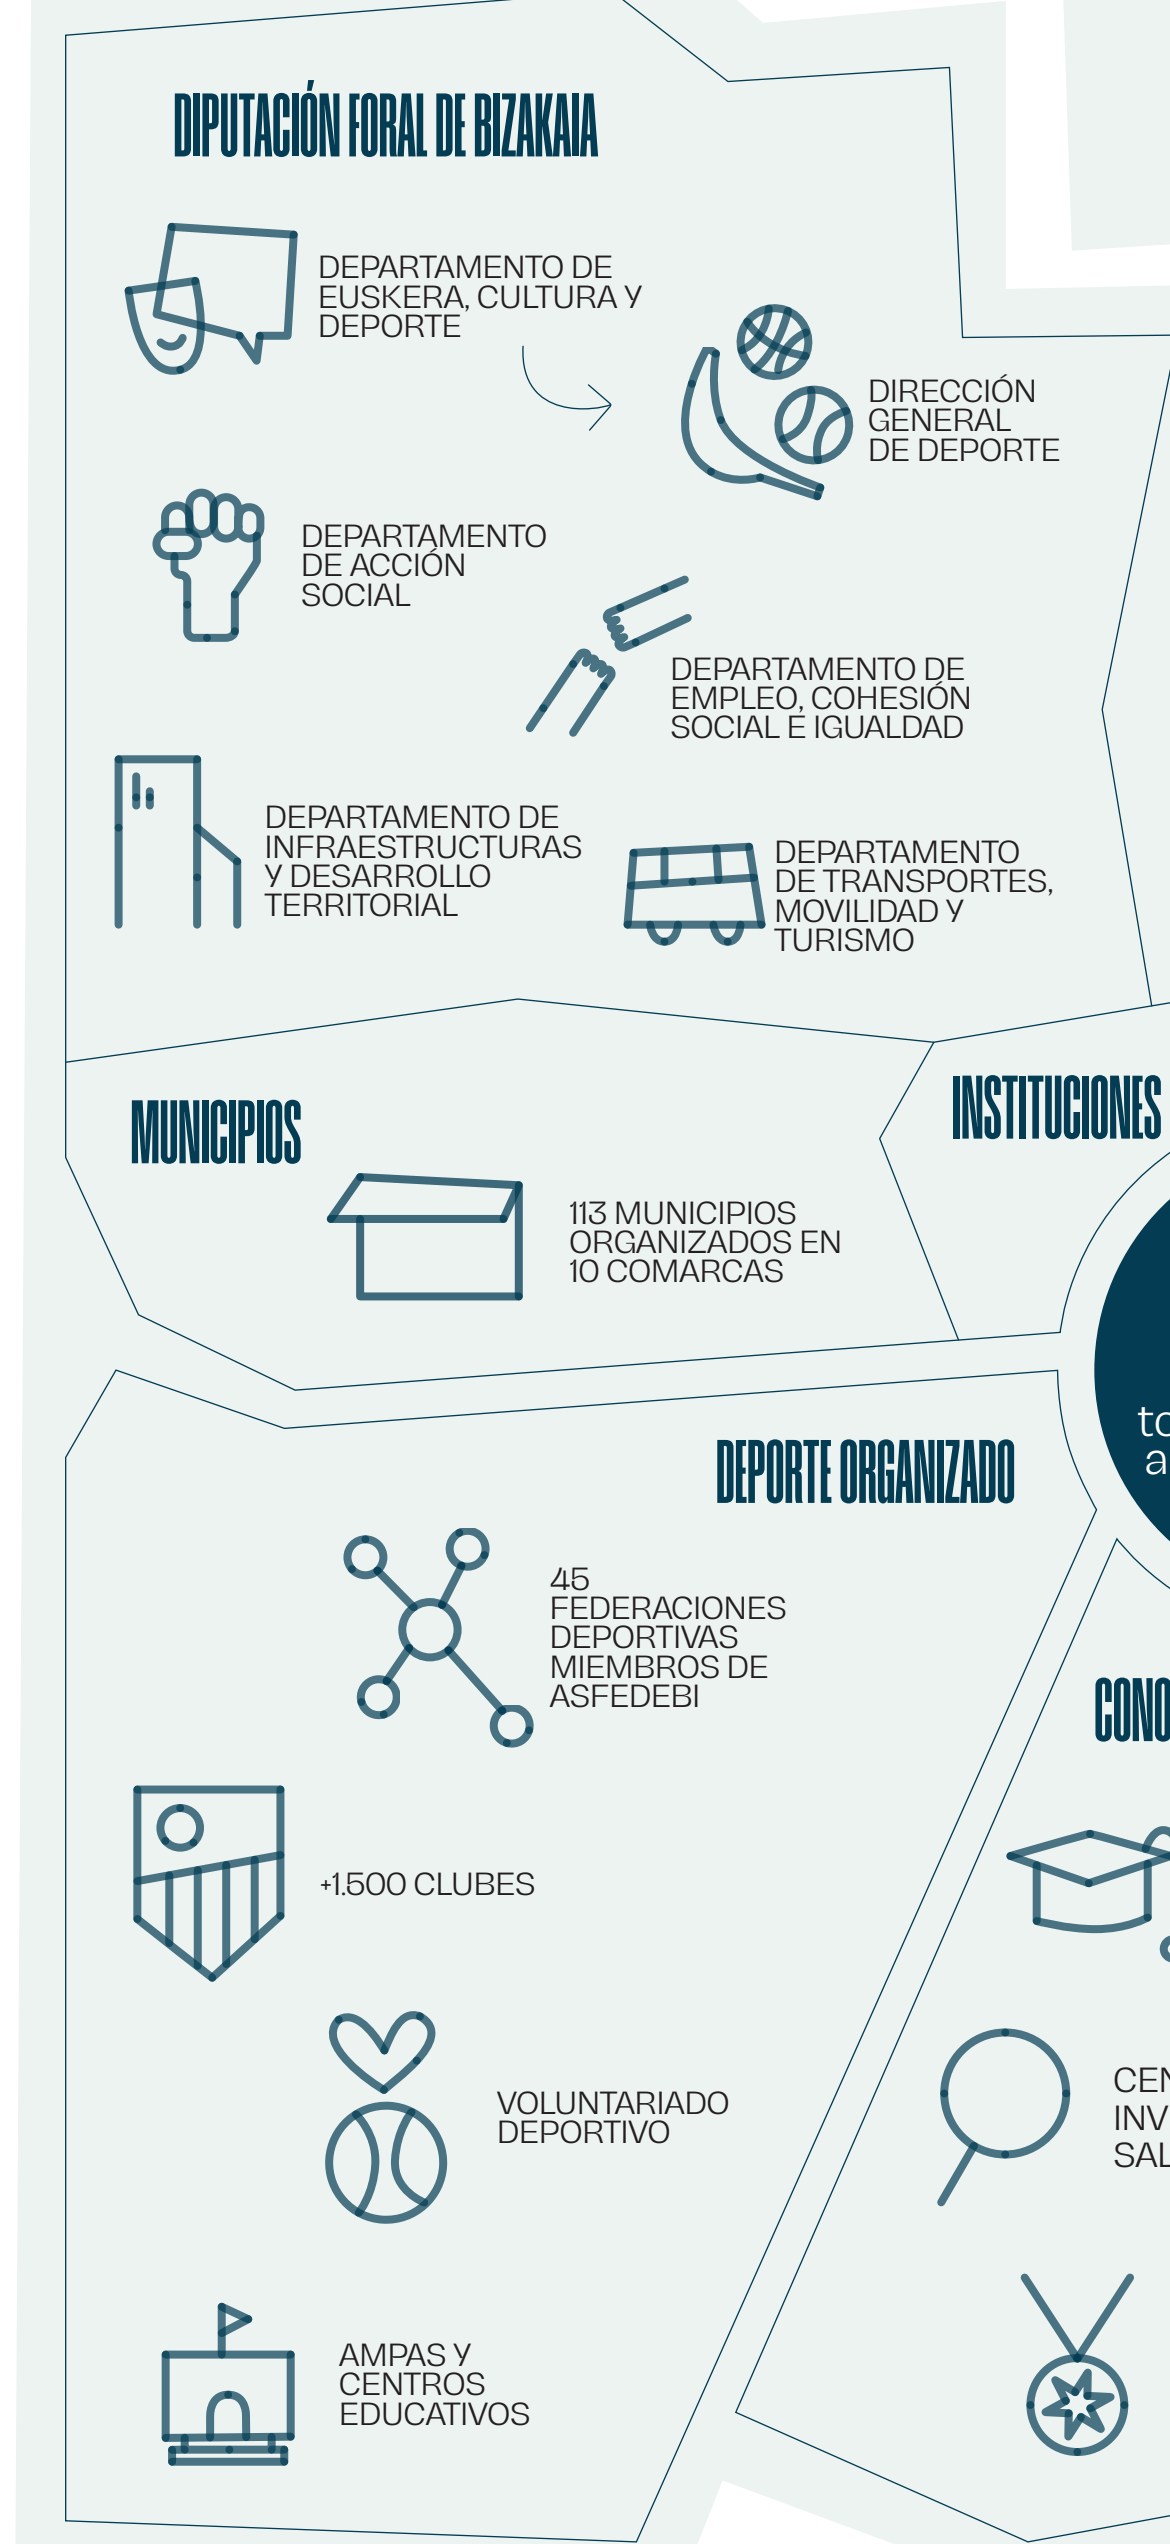 DIPUTACIÓN FORAL DE BIZAKAIA
DEPARTAMENTO DE
EUSKERA, CULTURA Y
DEPORTE
DIRECCIÓN
GENERAL
DE DEPORTE
DEPARTAMENTO
DE ACCIÓN
SOCIAL
DEPARTAMENTO DE
EMPLEO, COHESIÓN
SOCIAL E IGUALDAD
DEPARTAMENTO DE
INFRAESTRUCTURAS
Y DESARROLLO
TERRITORIAL
DEPARTAMENTO
DE TRANSPORTES,
MOVILIDAD Y
TURISMO
MUNICIPIOS
113 MUNICIPIOS
ORGANIZADOS EN
10 COMARCAS
INSTITUCIONES
DEPORTE ORGANIZADO
45
FEDERACIONES
DEPORTIVAS
MIEMBROS DE
ASFEDEBI
+1.500 CLUBES
VOLUNTARIADO
DEPORTIVO
AMPAS Y
CENTROS
EDUCATIVOS